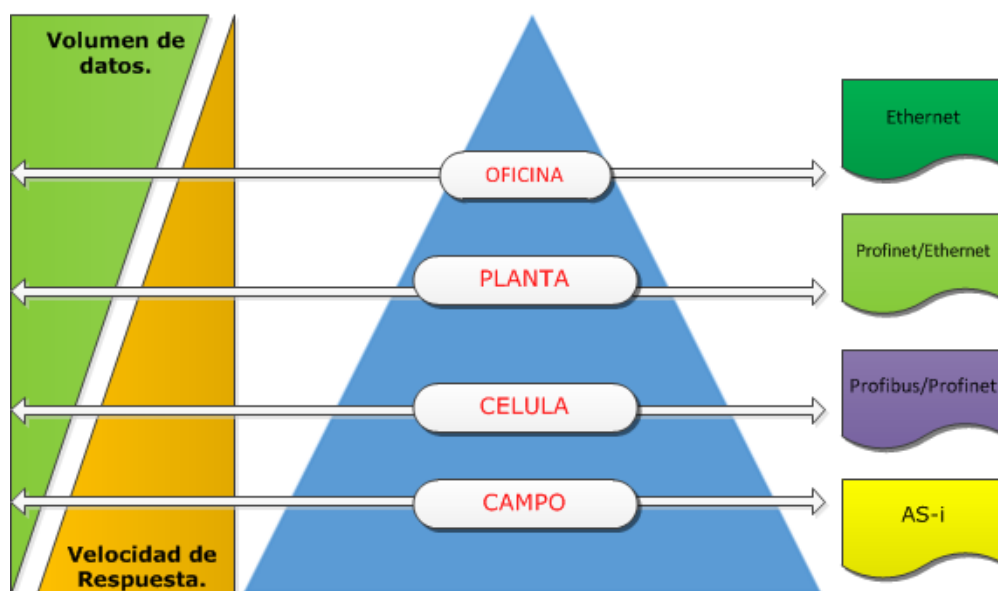 Volumen de
datos.
Ethernet
OFICINA
Profinet/Ethernet
PLANTA
Profibus/Profinet
CELULA
CAMPO
AS-i
Velocidad de
Respuesta.